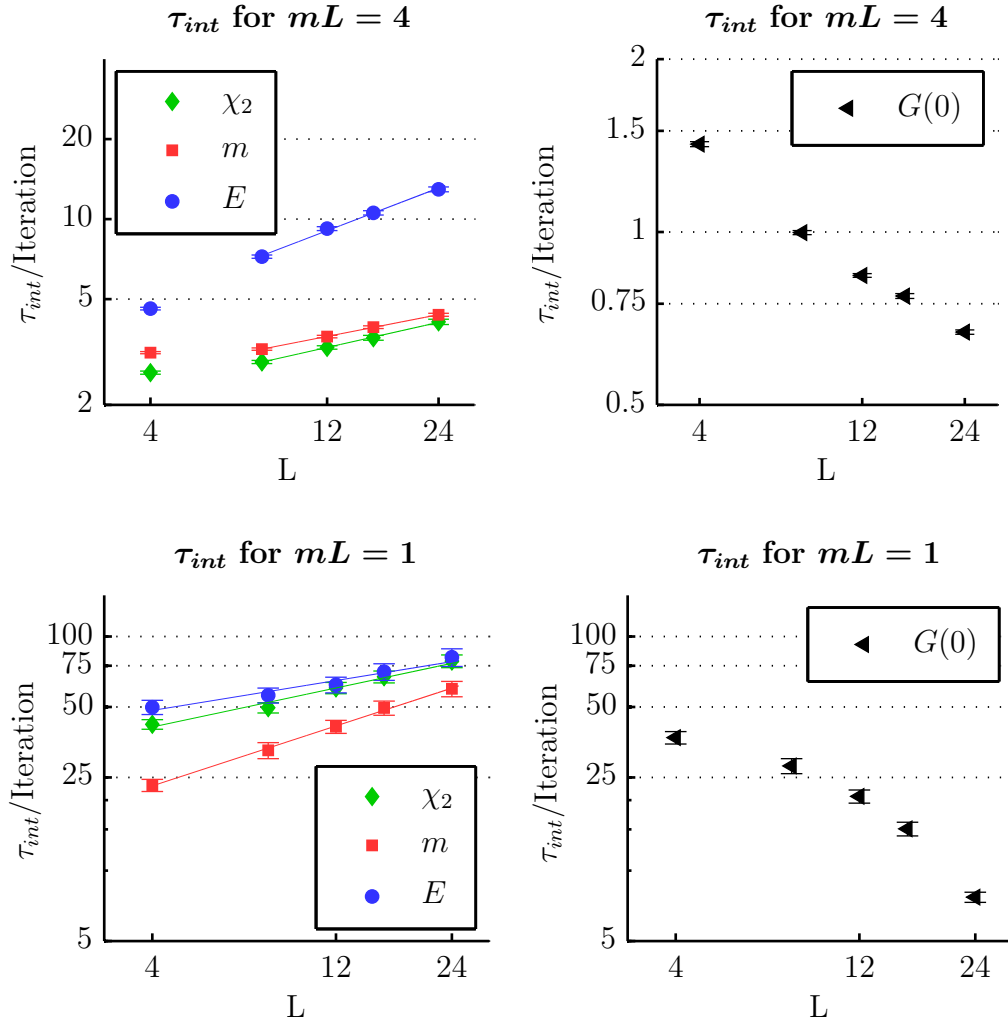 τ_int for mL = 4
τ_int/Iteration
20
10
5
2
4
12
24
L
χ₂
m
E
τ_int for mL = 4
τ_int/Iteration
2
1.5
1
0.75
0.5
4
12
24
L
G(0)
τ_int for mL = 1
τ_int/Iteration
100
75
50
25
5
4
12
24
L
χ₂
m
E
τ_int for mL = 1
τ_int/Iteration
100
75
50
25
5
4
12
24
L
G(0)